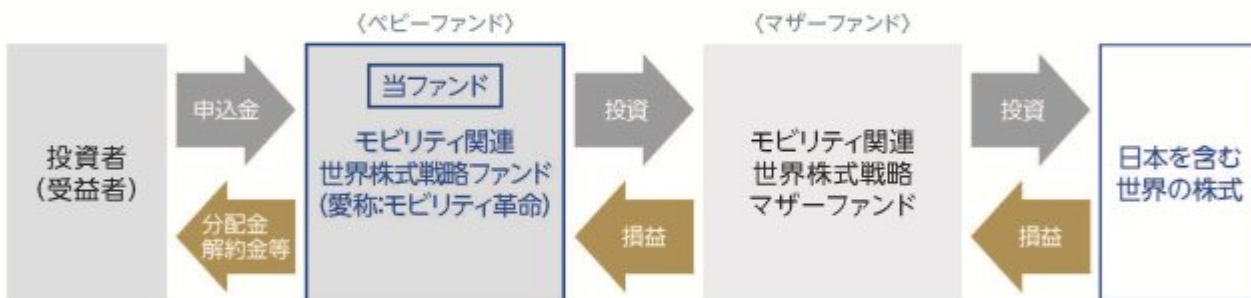 〈ベビーファンド〉
〈マザーファンド〉
投資者
(受益者)
申込金
分配金
解約金等
当ファンド
モビリティ関連
世界株式戦略ファンド
(愛称:モビリティ革命)
投資
損益
モビリティ関連
世界株式戦略
マザーファンド
投資
損益
日本を含む
世界の株式